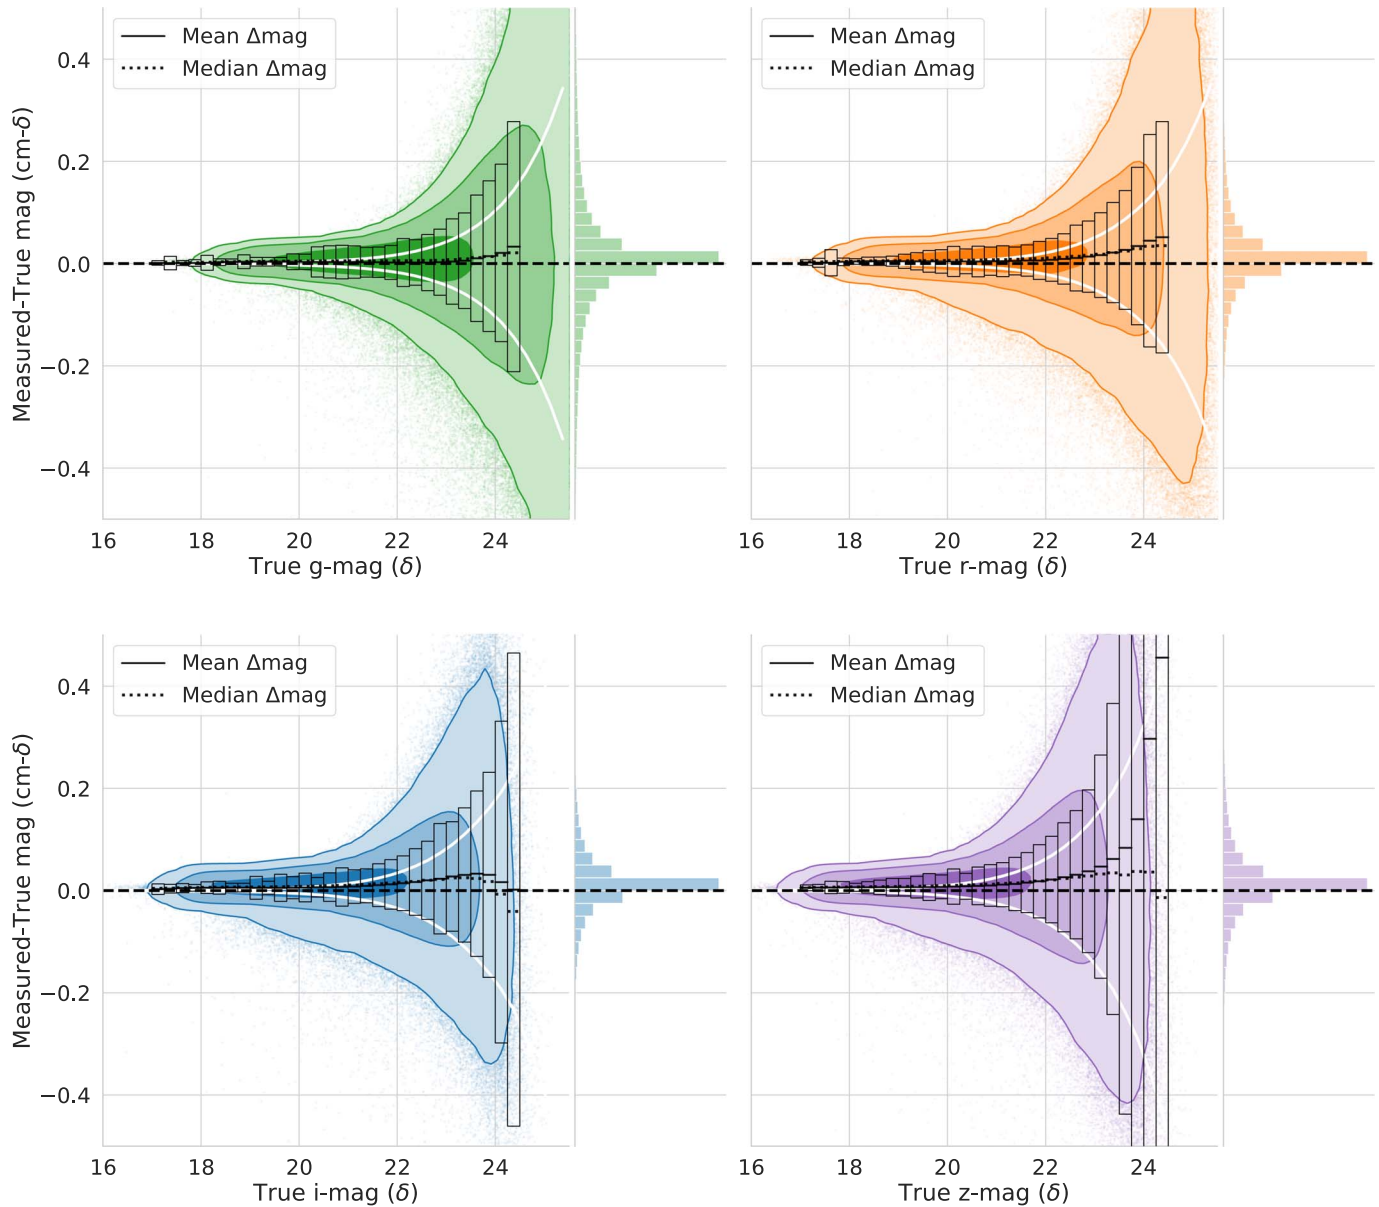 Mean Δmag
Median Δmag
0.4
0.2
0.0
−0.2
−0.4
Measured-True mag (cm-δ)
16 18 20 22 24
True g-mag (δ)
Mean Δmag
Median Δmag
16 18 20 22 24
True r-mag (δ)
Mean Δmag
Median Δmag
0.4
0.2
0.0
−0.2
−0.4
Measured-True mag (cm-δ)
16 18 20 22 24
True i-mag (δ)
Mean Δmag
Median Δmag
16 18 20 22 24
True z-mag (δ)